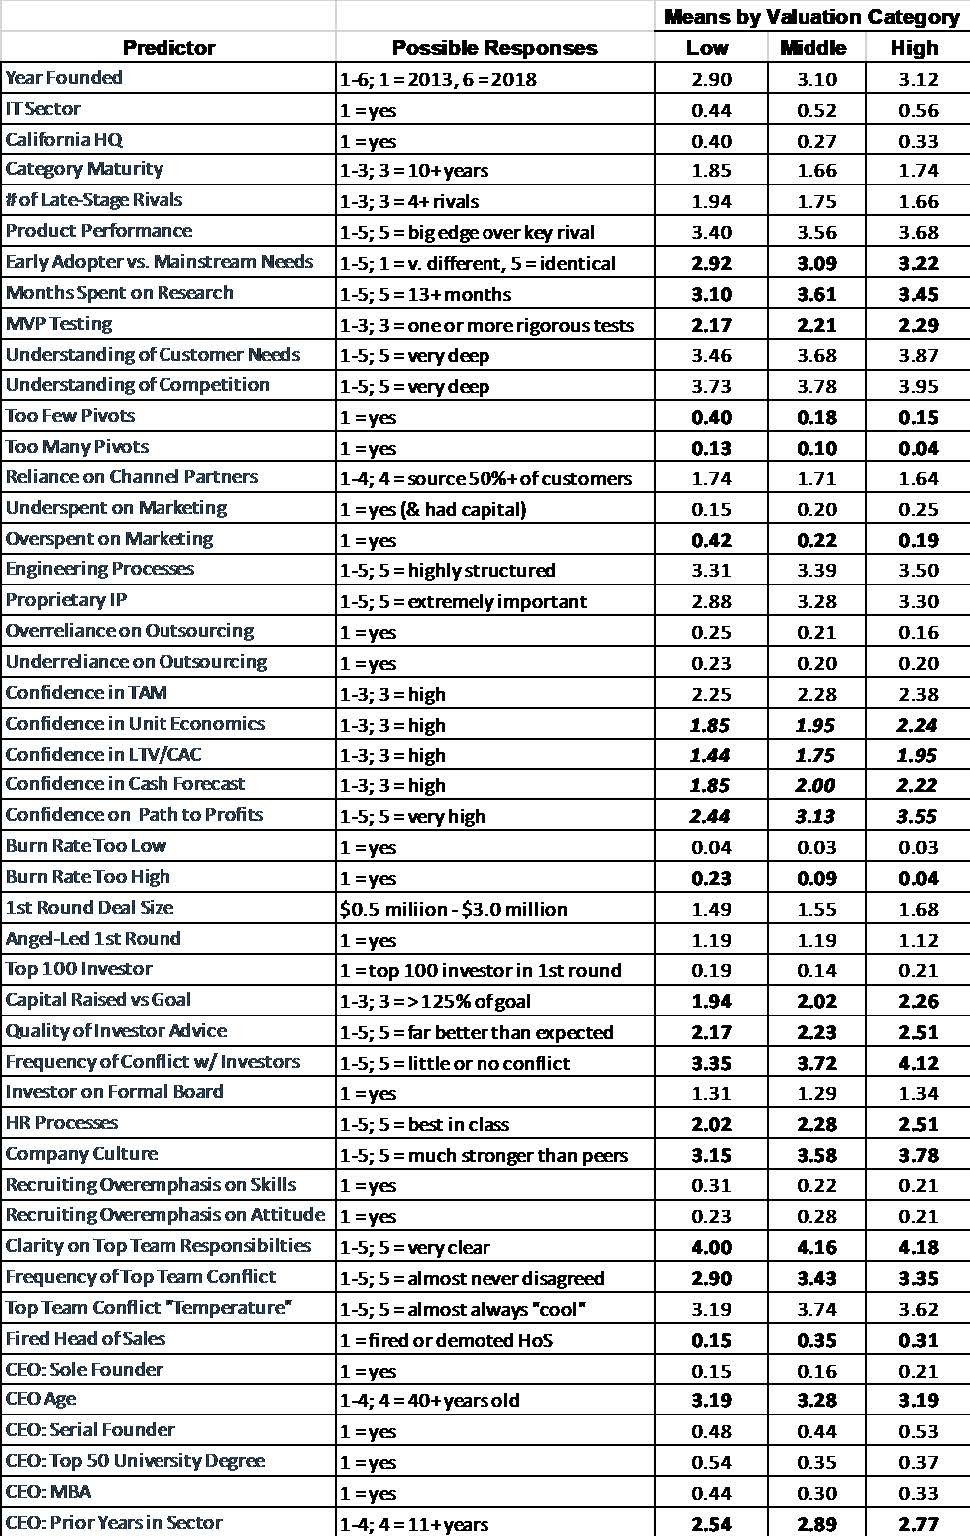 Means by Valuation Category
Predictor Possible Responses Low Middle High
Year Founded 1-6; 1 = 2013, 6 = 2018 2.90 3.10 3.12
IT Sector 1 = yes 0.44 0.52 0.56
California HQ 1 = yes 0.40 0.27 0.33
Category Maturity 1-3; 3 = 10+ years 1.85 1.66 1.74
# of Late-Stage Rivals 1-3; 3 = 4+ rivals 1.94 1.75 1.66
Product Performance 1-5; 5 = big edge over key rival 3.40 3.56 3.68
Early Adopter vs. Mainstream Needs 1-5; 1 = v. different, 5 = identical 2.92 3.09 3.22
Months Spent on Research 1-5; 5 = 13+ months 3.10 3.61 3.45
MVP Testing 1-3; 3 = one or more rigorous tests 2.17 2.21 2.29
Understanding of Customer Needs 1-5; 5 = very deep 3.46 3.68 3.87
Understanding of Competition 1-5; 5 = very deep 3.73 3.78 3.95
Too Few Pivots 1 = yes 0.40 0.18 0.15
Too Many Pivots 1 = yes 0.13 0.10 0.04
Reliance on Channel Partners 1-4; 4 = source 50%+ of customers 1.74 1.71 1.64
Underspent on Marketing 1 = yes (& had capital) 0.15 0.20 0.25
Overspent on Marketing 1 = yes 0.42 0.22 0.19
Engineering Processes 1-5; 5 = highly structured 3.31 3.39 3.50
Proprietary IP 1-5; 5 = extremely important 2.88 3.28 3.30
Overreliance on Outsourcing 1 = yes 0.25 0.21 0.16
Underreliance on Outsourcing 1 = yes 0.23 0.20 0.20
Confidence in TAM 1-3; 3 = high 2.25 2.28 2.38
Confidence in Unit Economics 1-3; 3 = high 1.85 1.95 2.24
Confidence in LTV/CAC 1-3; 3 = high 1.44 1.75 1.95
Confidence in Cash Forecast 1-3; 3 = high 1.85 2.00 2.22
Confidence on Path to Profits 1-5; 5 = very high 2.44 3.13 3.55
Burn Rate Too Low 1 = yes 0.04 0.03 0.03
Burn Rate Too High 1 = yes 0.23 0.09 0.04
1st Round Deal Size $0.5 miliion - $3.0 million 1.49 1.55 1.68
Angel-Led 1st Round 1 = yes 1.19 1.19 1.12
Top 100 Investor 1 = top 100 investor in 1st round 0.19 0.14 0.21
Capital Raised vs Goal 1-3; 3 = >125% of goal 1.94 2.02 2.26
Quality of Investor Advice 1-5; 5 = far better than expected 2.17 2.23 2.51
Frequency of Conflict w/ Investors 1-5; 5 = little or no conflict 3.35 3.72 4.12
Investor on Formal Board 1 = yes 1.31 1.29 1.34
HR Processes 1-5; 5 = best in class 2.02 2.28 2.51
Company Culture 1-5; 5 = much stronger than peers 3.15 3.58 3.78
Recruiting Overemphasis on Skills 1 = yes 0.31 0.22 0.21
Recruiting Overemphasis on Attitude 1 = yes 0.23 0.28 0.21
Clarity on Top Team Responsibilties 1-5; 5 = very clear 4.00 4.16 4.18
Frequency of Top Team Conflict 1-5; 5 = almost never disagreed 2.90 3.43 3.35
Top Team Conflict "Temperature" 1-5; 5 = almost always "cool" 3.19 3.74 3.62
Fired Head of Sales 1 = fired or demoted HoS 0.15 0.35 0.31
CEO: Sole Founder 1 = yes 0.15 0.16 0.21
CEO Age 1-4; 4 = 40+ years old 3.19 3.28 3.19
CEO: Serial Founder 1 = yes 0.48 0.44 0.53
CEO: Top 50 University Degree 1 = yes 0.54 0.35 0.37
CEO: MBA 1 = yes 0.44 0.30 0.33
CEO: Prior Years in Sector 1-4; 4 = 11+ years 2.54 2.89 2.77